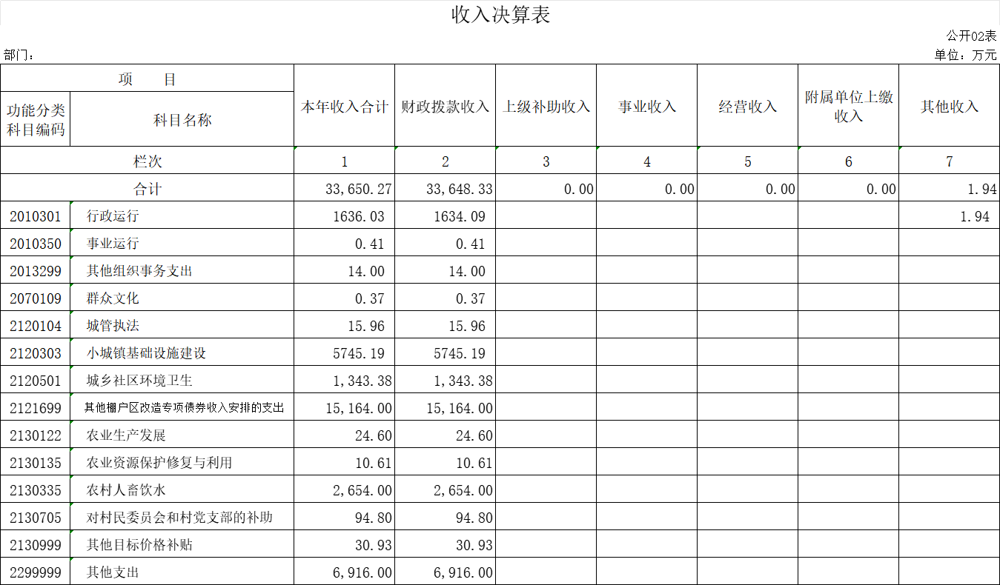 收入决算表
公开02表
部门：
单位：万元
项 目 本年收入合计 财政拨款收入 上级补助收入 事业收入 经营收入 附属单位上缴收入 其他收入
功能分类科目编码 科目名称
栏次 1 2 3 4 5 6 7
合计 33,650.27 33,648.33 0.00 0.00 0.00 0.00 1.94
2010301 行政运行 1636.03 1634.09 1.94
2010350 事业运行 0.41 0.41
2013299 其他组织事务支出 14.00 14.00
2070109 群众文化 0.37 0.37
2120104 城管执法 15.96 15.96
2120303 小城镇基础设施建设 5745.19 5745.19
2120501 城乡社区环境卫生 1,343.38 1,343.38
2121699 其他棚户区改造专项债券收入安排的支出 15,164.00 15,164.00
2130122 农业生产发展 24.60 24.60
2130135 农业资源保护修复与利用 10.61 10.61
2130335 农村人畜饮水 2,654.00 2,654.00
2130705 对村民委员会和村党支部的补助 94.80 94.80
2130999 其他目标价格补贴 30.93 30.93
2299999 其他支出 6,916.00 6,916.00